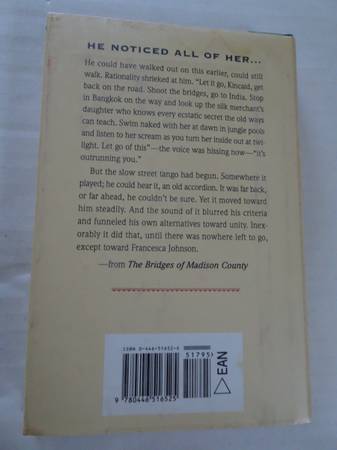 HE NOTICED ALL OF HER...
He could have walked out on this earlier, could still
walk. Rationality shrieked at him. "Let it go, Kincaid, get
back on the road. Shoot the bridges, go to India. Stop
in Bangkok on the way and look up the silk merchant's
daughter who knows every ecstatic secret the old ways
can teach. Swim naked with her at dawn in jungle pools
and listen to her scream as you turn her inside out at twi-
light. Let go of this"—the voice was hissing now—"it's
outrunning you."
But the slow street tango had begun. Somewhere it
played; he could hear it, an old accordion. It was far back,
or far ahead, he couldn't be sure. Yet it moved toward
him steadily. And the sound of it blurred his criteria
and funneled his own alternatives toward unity. Inex-
orably it did that, until there was nowhere left to go,
except toward Francesca Johnson.
—from The Bridges of Madison County
ISBN 0-446-51652-X
51795
EAN
9 780446 516525